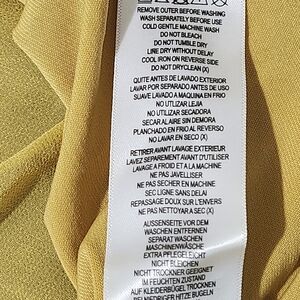 REMOVE OUTER BEFORE WASHING
WASH SEPARATELY BEFORE USE
COLD GENTLE MACHINE WASH
DO NOT BLEACH
DO NOT TUMBLE DRY
LINE DRY WITHOUT DELAY
COOL IRON ON REVERSE SIDE
DO NOT DRYCLEAN (X)
QUITE ANTES DE LAVADO EXTERIOR
LAVAR POR SEPARADO ANTES DE USO
SUAVE LAVADO A MAQUINA EN FRIO
NO UTILIZAR LEJIA
NO UTILIZAR SECADORA
SECAR AL AIRE SIN DEMORA
PLANCHADO EN FRIO AL REVERSO
NO LAVAR EN SECO (X)
RETIRER AVANT LAVAGE EXTERIEUR
LAVEZ SEPAREMENT AVANT D'UTILISER
LAVAGE A FROID ET A LA MACHINE
NE PAS JAVELLISER
NE PAS SECHER EN MACHINE
SEC LIGNE SANS DELAI
REPASSAGE DOUX SUR L'ENVERS
NE PAS NETTOYER A SEC (X)
AUSSENSEITE VOR DEM
WASCHEN ENTFERNEN
SEPARAT WASCHEN
MASCHINENWÄSCHE
EXTRA PFLEGELEICHT
NICHT BLEICHEN
NICHT TROCKNER GEEIGNET
IM FEUCHTEN ZUSTAND
AUF KLEIDERBÜGEL TROCKNEN
BEI NIEDRIGER HITZE BÜGELN